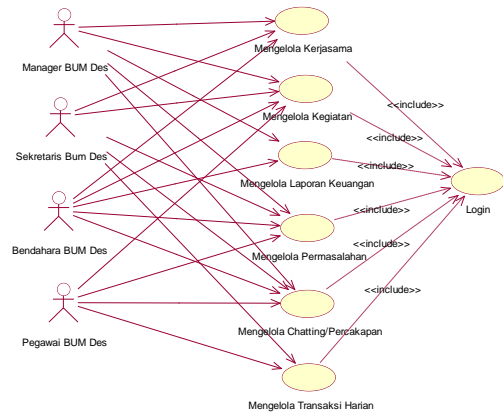 Manager BUM Des
Mengelola Kerjasama
<<include>>
Mengelola Kegiatan
<<include>>
Sekretaris Bum Des
<<include>>
Mengelola Laporan Keuangan
Login
<<include>>
Bendahara BUM Des
Mengelola Permasalahan
<<include>>
<<include>>
Mengelola Chatting/Percakapan
Pegawai BUM Des
Mengelola Transaksi Harian